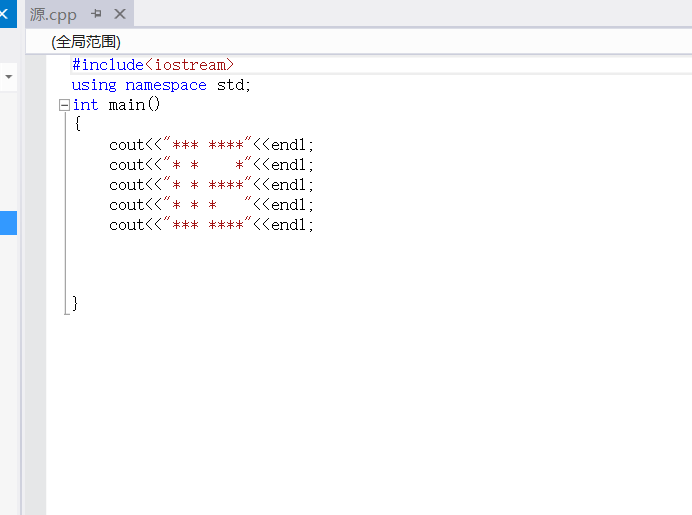 源.cpp
(全局范围)
#include<iostream>
using namespace std;
int main()
{
    cout<<"*** ****"<<endl;
    cout<<"* *    *"<<endl;
    cout<<"* * ****"<<endl;
    cout<<"* * *   "<<endl;
    cout<<"*** ****"<<endl;
}